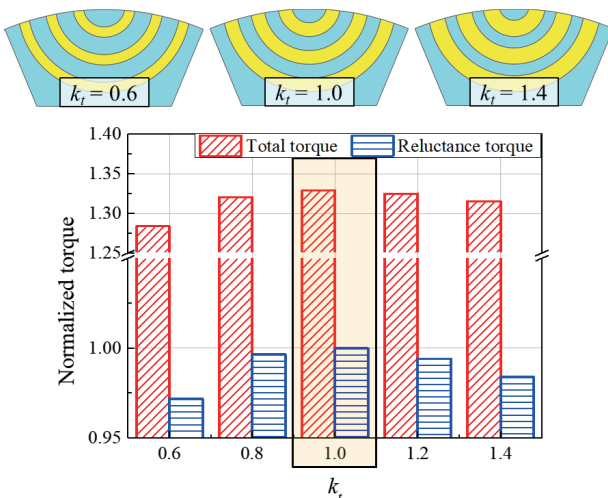 k_t = 0.6
k_t = 1.0
k_t = 1.4
Total torque
Reluctance torque
Normalized torque
1.40
1.35
1.30
1.25
1.00
0.95
0.6
0.8
1.0
1.2
1.4
k_t